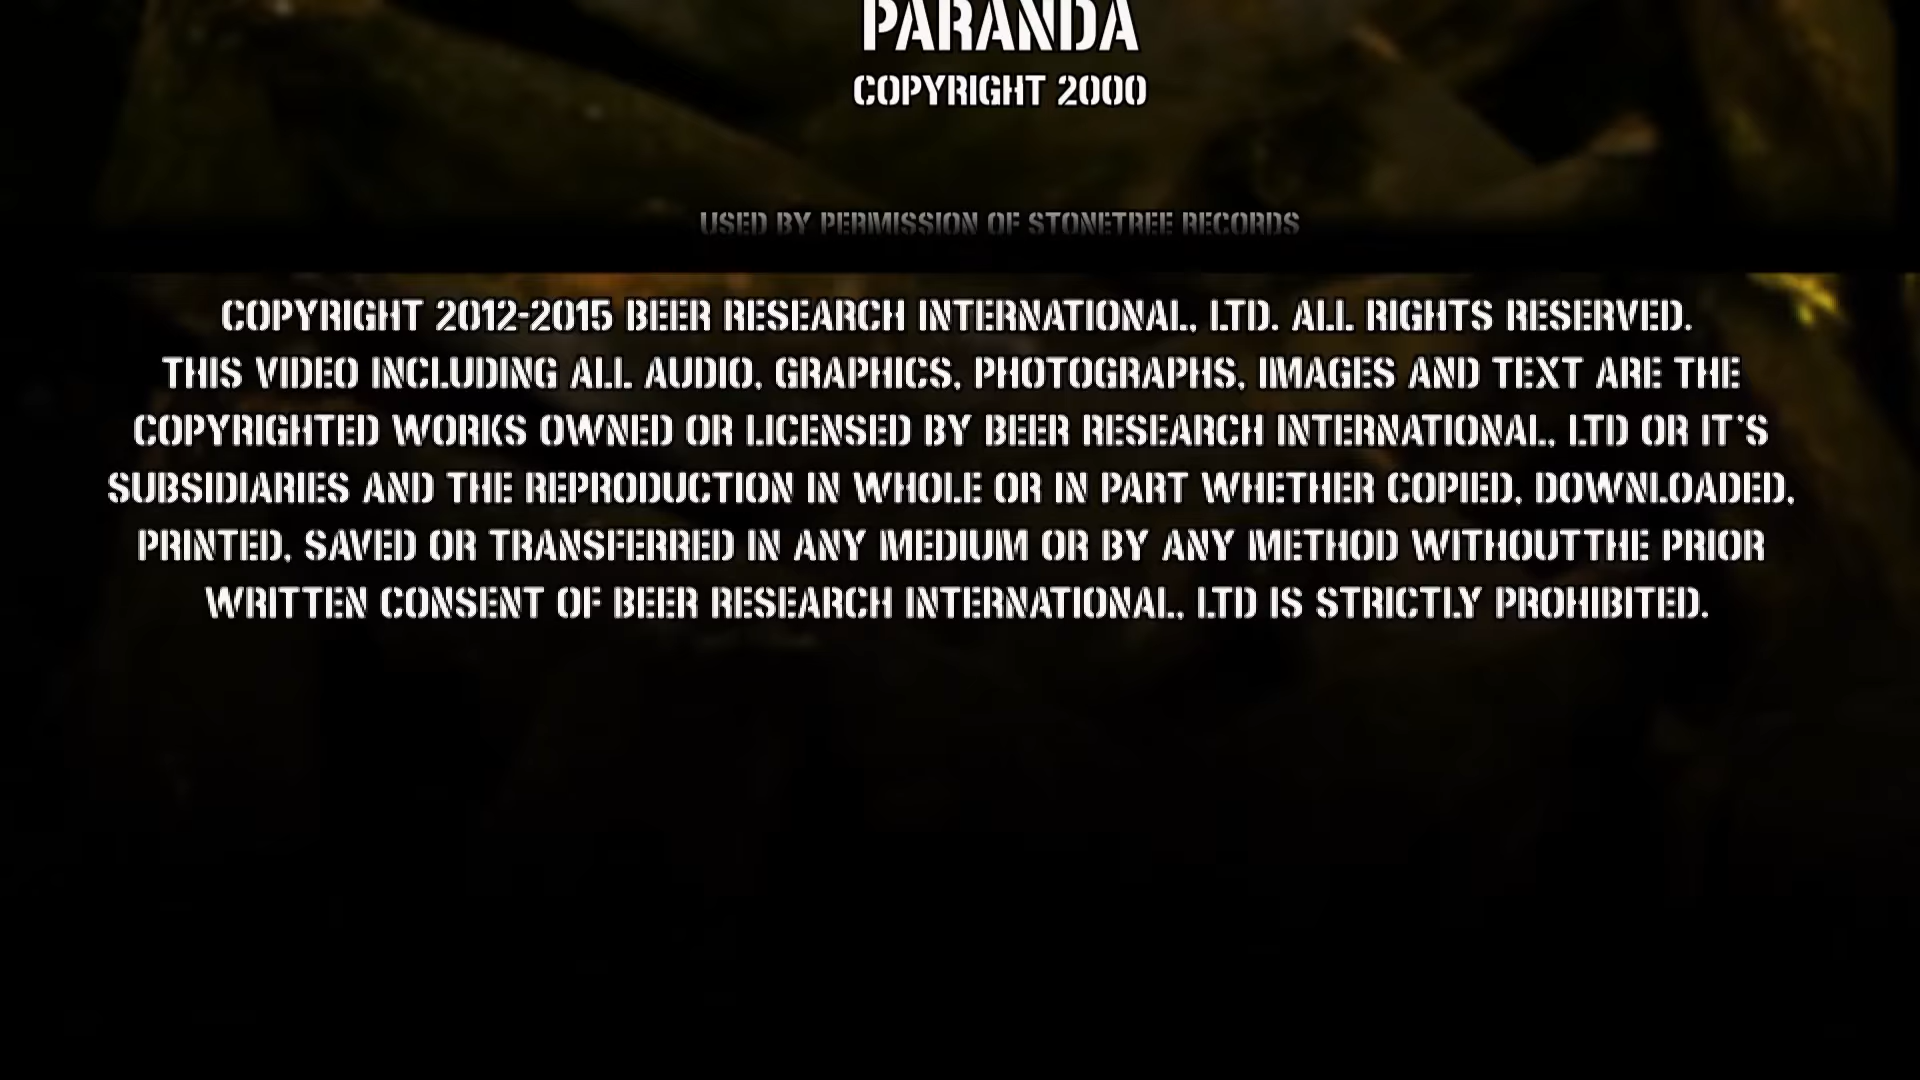 PARANDA
COPYRIGHT 2000
USED BY PERMISSION OF STONETREE RECORDS
COPYRIGHT 2012-2015 BEER RESEARCH INTERNATIONAL, LTD. ALL RIGHTS RESERVED.
THIS VIDEO INCLUDING ALL AUDIO, GRAPHICS, PHOTOGRAPHS, IMAGES AND TEXT ARE THE
COPYRIGHTED WORKS OWNED OR LICENSED BY BEER RESEARCH INTERNATIONAL, LTD OR IT'S
SUBSIDIARIES AND THE REPRODUCTION IN WHOLE OR IN PART WHETHER COPIED, DOWNLOADED,
PRINTED, SAVED OR TRANSFERRED IN ANY MEDIUM OR BY ANY METHOD WITHOUTTHE PRIOR
WRITTEN CONSENT OF BEER RESEARCH INTERNATIONAL, LTD IS STRICTLY PROHIBITED.